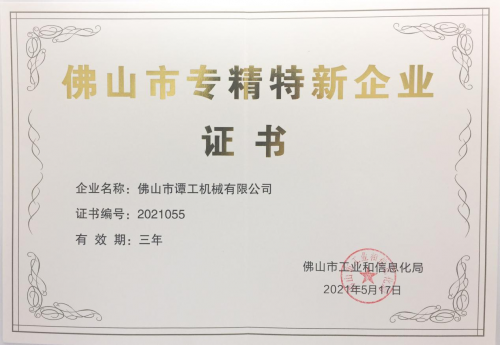 佛山市专精特新企业
证书
企业名称：佛山市谭工机械有限公司
证书编号：2021055
有 效 期：三年
佛山市工业和信息化局
2021年5月17日